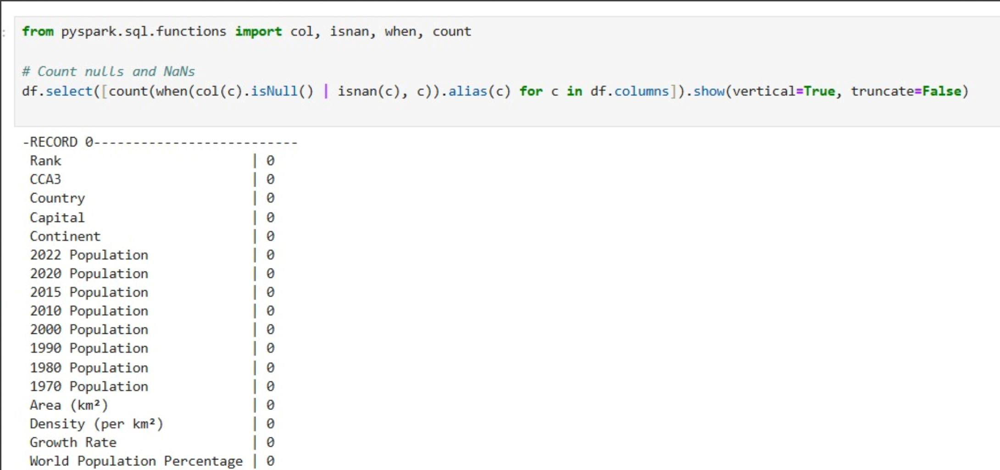 :
from pyspark.sql.functions import col, isnan, when, count
# Count nulls and NaNs
df.select([count(when(col(c).isNull() | isnan(c), c)).alias(c) for c in df.columns]).show(vertical=True, truncate=False)
-RECORD 0--------------------------
Rank | 0
CCA3 | 0
Country | 0
Capital | 0
Continent | 0
2022 Population | 0
2020 Population | 0
2015 Population | 0
2010 Population | 0
2000 Population | 0
1990 Population | 0
1980 Population | 0
1970 Population | 0
Area (km²) | 0
Density (per km²) | 0
Growth Rate | 0
World Population Percentage | 0